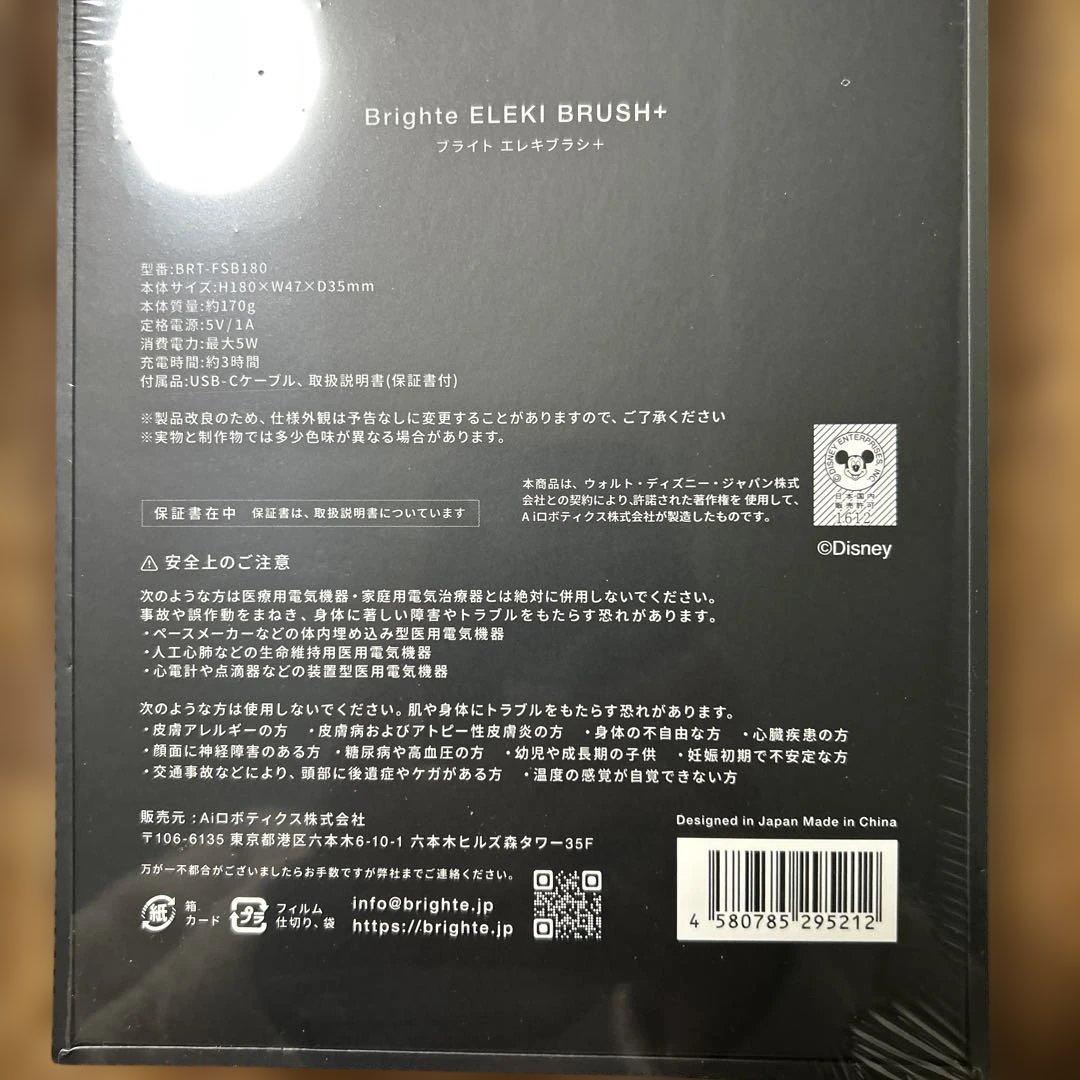 Brighte ELEKI BRUSH+
ブライト エレキブラシ＋
型番:BRT-FSB180
本体サイズ:H180×W47×D35mm
本体質量:約170g
定格電源:5V/1A
消費電力:最大5W
充電時間:約3時間
付属品:USB-Cケーブル、取扱説明書(保証書付)
※製品改良のため、仕様外観は予告なしに変更することがありますので、ご了承ください
※実物と制作物では多少色味が異なる場合があります。
本商品は、ウォルト・ディズニー・ジャパン株式
会社との契約により、許諾された著作権を 使用して、
A iロボティクス株式会社が製造したものです。
©DISNEY ENTERPRISES, INC
日本国内
販売許可
1612
©Disney
保証書在中 保証書は、取扱説明書についています
⚠ 安全上のご注意
次のような方は医療用電気機器・家庭用電気治療器とは絶対に併用しないでください。
事故や誤作動をまねき、身体に著しい障害やトラブルをもたらす恐れがあります。
・ペースメーカーなどの体内埋め込み型医用電気機器
・人工心肺などの生命維持用医用電気機器
・心電計や点滴器などの装置型医用電気機器
次のような方は使用しないでください。肌や身体にトラブルをもたらす恐れがあります。
・皮膚アレルギーの方 ・皮膚病およびアトピー性皮膚炎の方 ・身体の不自由な方 ・心臓疾患の方
・顔面に神経障害のある方 ・糖尿病や高血圧の方 ・幼児や成長期の子供 ・妊娠初期で不安定な方
・交通事故などにより、頭部に後遺症やケガがある方 ・温度の感覚が自覚できない方
販売元：Aiロボティクス株式会社
〒106-6135 東京都港区六本木6-10-1 六本木ヒルズ森タワー35F
万が一不都合がございましたらお手数ですが弊社までご連絡ください。
紙 箱、
カード
プラ フィルム
仕切り、袋
info@brighte.jp
https://brighte.jp
Designed in Japan Made in China
4 580785 295212